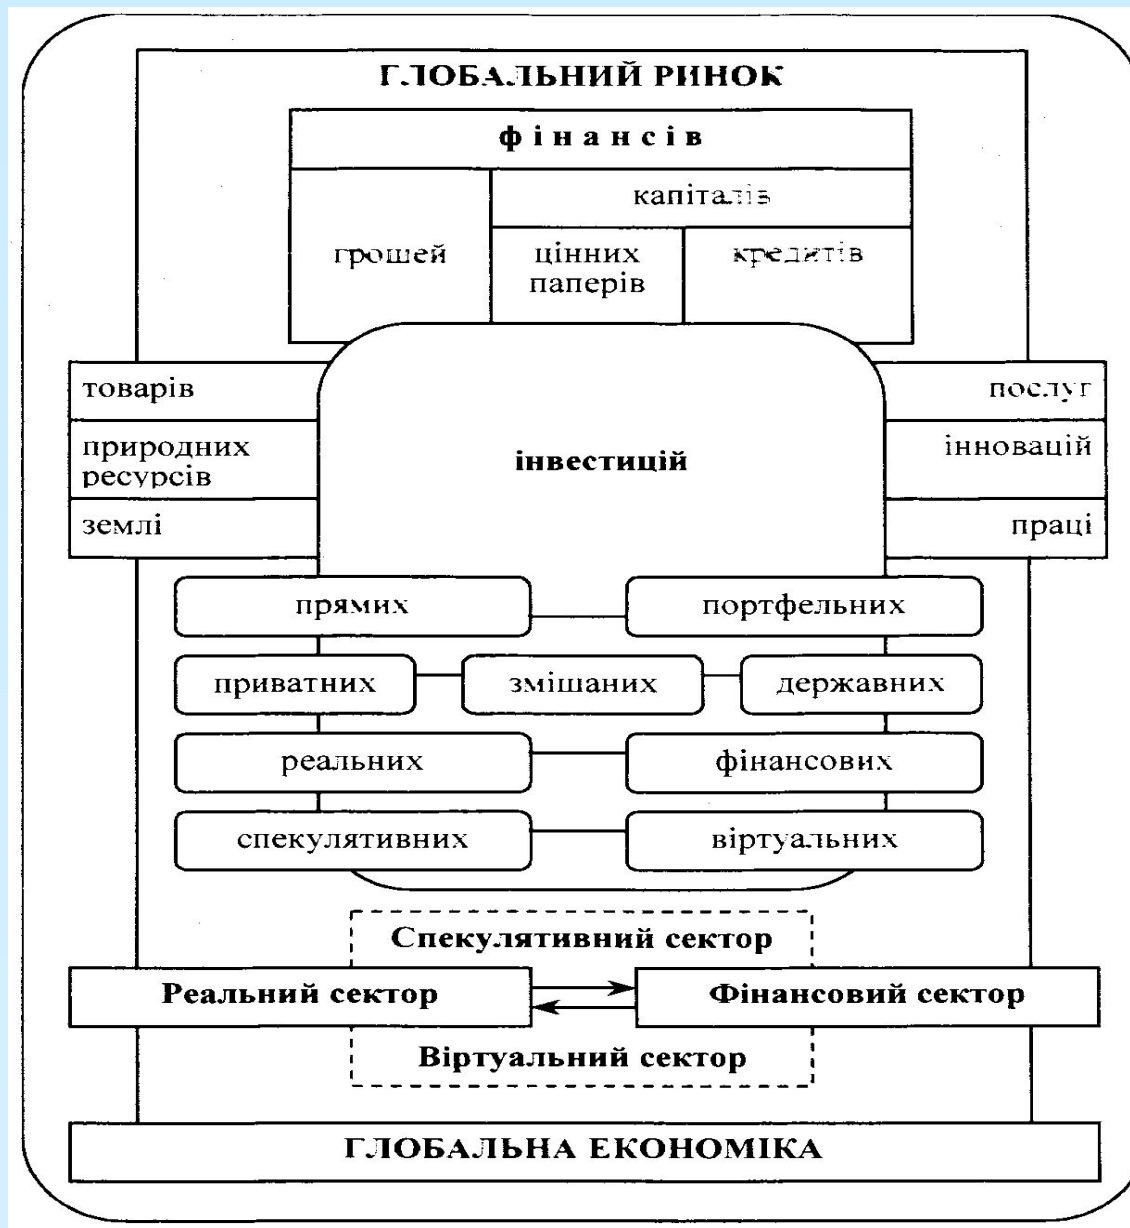 ГЛОБАЛЬНИЙ РИНОК
фінансів
капіталів
грошей
цінних
паперів
кредитів
товарів
послуг
природних
ресурсів
інновацій
інвестицій
землі
праці
прямих
портфельних
приватних
змішаних
державних
реальних
фінансових
спекулятивних
віртуальних
Спекулятивний сектор
Реальний сектор
Фінансовий сектор
Віртуальний сектор
ГЛОБАЛЬНА ЕКОНОМІКА